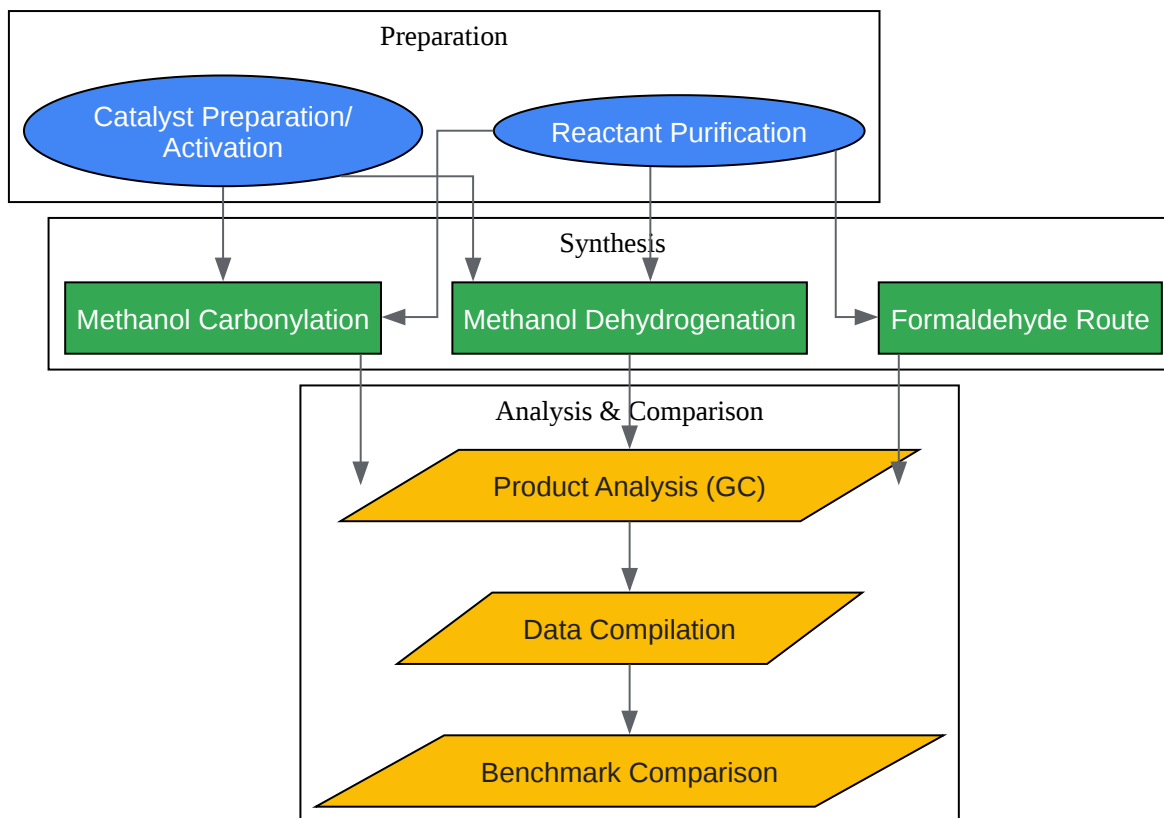 Preparation
Catalyst Preparation/
Activation
Reactant Purification
Synthesis
Methanol Carbonylation
Methanol Dehydrogenation
Formaldehyde Route
Analysis & Comparison
Product Analysis (GC)
Data Compilation
Benchmark Comparison